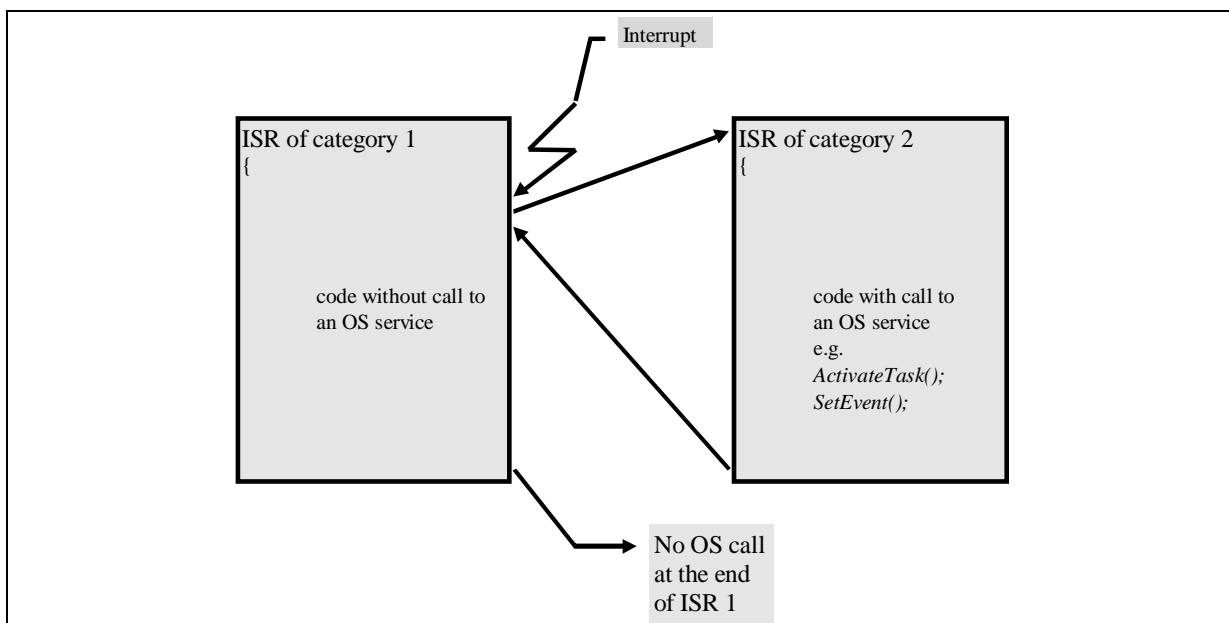 Interrupt
ISR of category 1
{
code without call to
an OS service
ISR of category 2
{
code with call to
an OS service
e.g.
ActivateTask();
SetEvent();
No OS call
at the end
of ISR 1